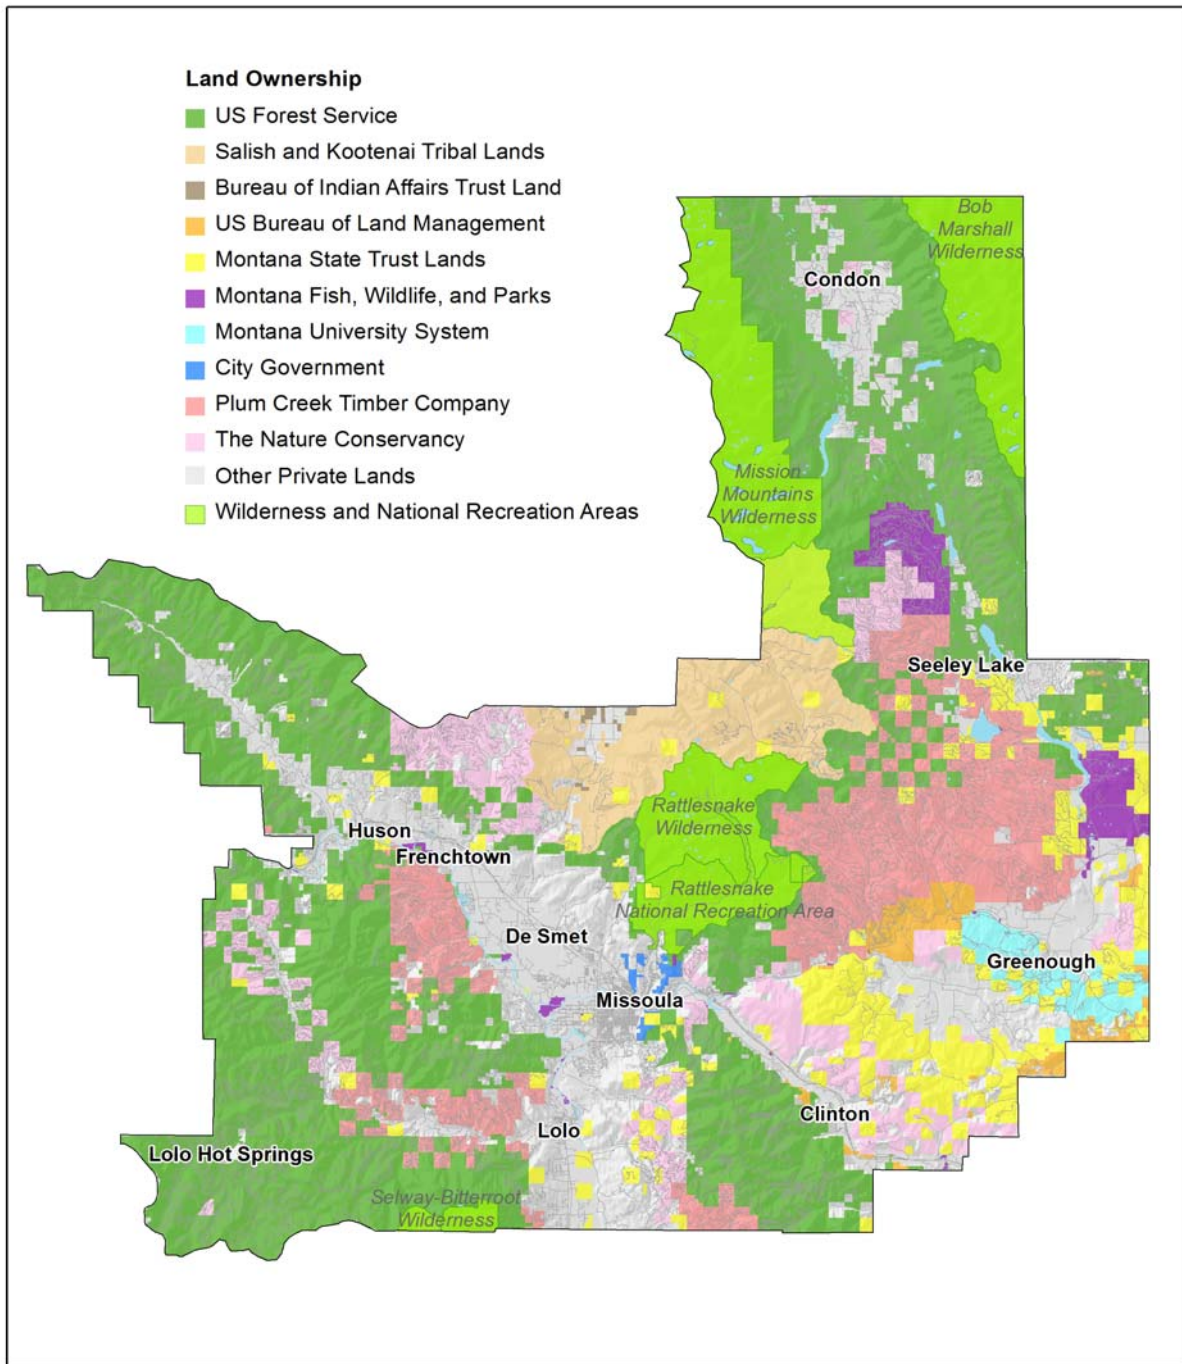 Land Ownership
US Forest Service
Salish and Kootenai Tribal Lands
Bureau of Indian Affairs Trust Land
US Bureau of Land Management
Montana State Trust Lands
Montana Fish, Wildlife, and Parks
Montana University System
City Government
Plum Creek Timber Company
The Nature Conservancy
Other Private Lands
Wilderness and National Recreation Areas
Bob
Marshall
Wilderness
Condon
Mission
Mountains
Wilderness
Seeley Lake
Rattlesnake
Wilderness
Huson
Frenchtown
Rattlesnake
National Recreation Area
De Smet
Greenough
Missoula
Clinton
Lolo
Lolo Hot Springs
Selway-Bitterroot
Wilderness